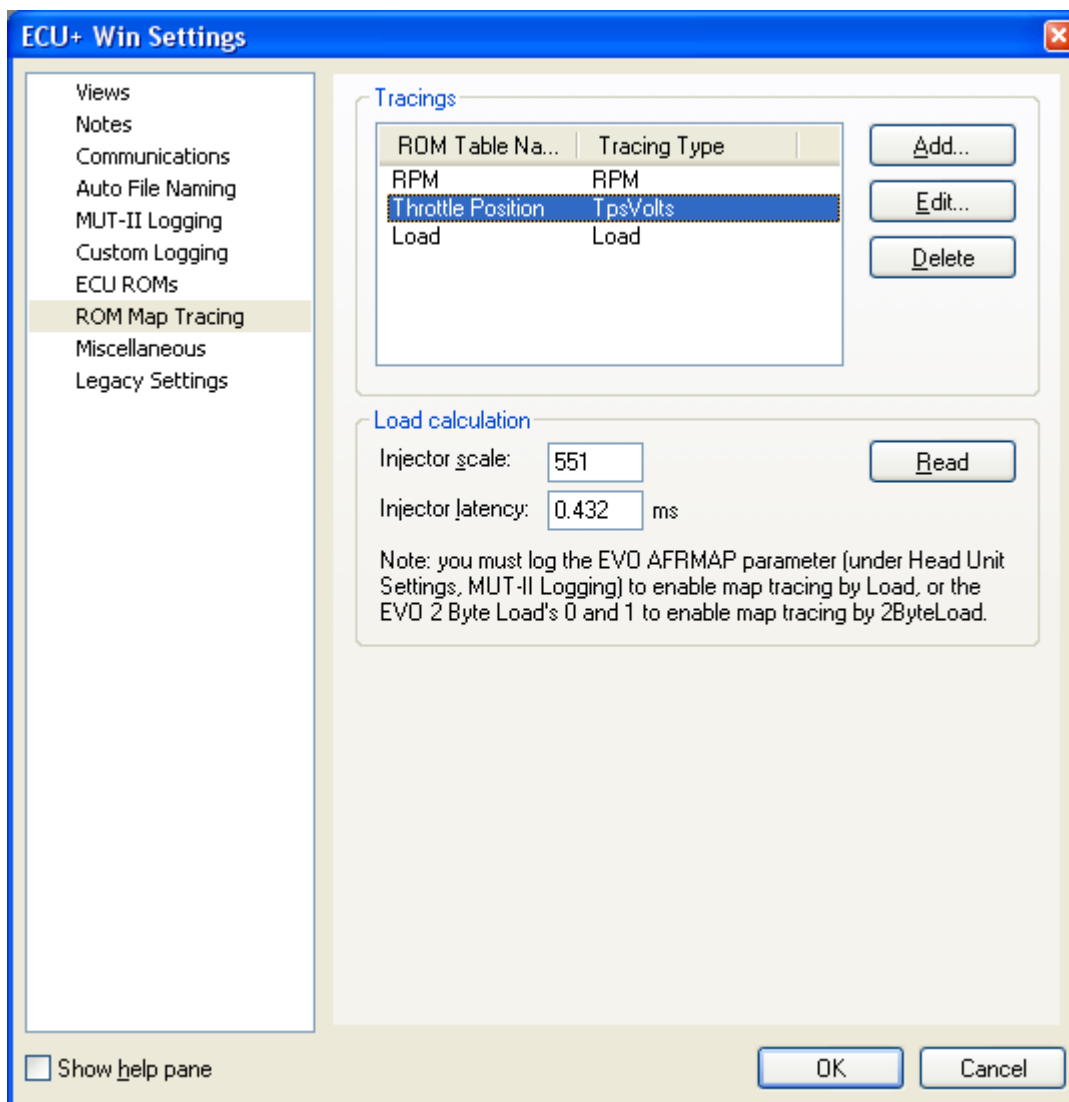 ECU+ Win Settings
Views
Notes
Communications
Auto File Naming
MUT-II Logging
Custom Logging
ECU ROMs
ROM Map Tracing
Miscellaneous
Legacy Settings
Tracings
ROM Table Na... Tracing Type
RPM RPM
Throttle Position TpsVolts
Load Load
Add...
Edit...
Delete
Load calculation
Injector scale: 551
Read
Injector latency: 0.432 ms
Note: you must log the EVO AFRMAP parameter (under Head Unit
Settings, MUT-II Logging) to enable map tracing by Load, or the
EVO 2 Byte Load's 0 and 1 to enable map tracing by 2ByteLoad.
Show help pane
OK
Cancel